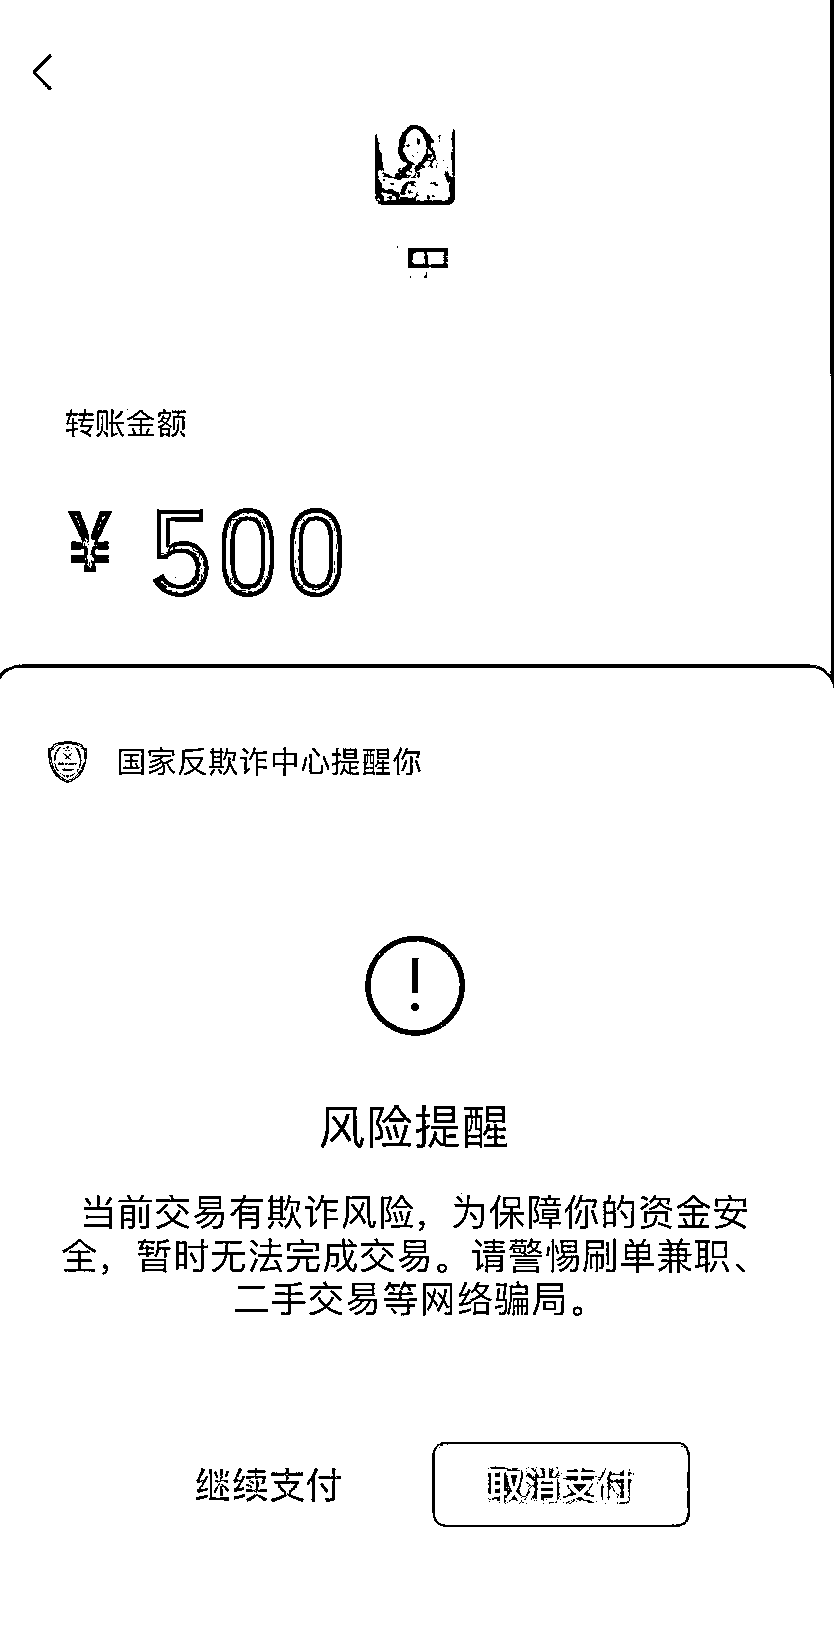 转账金额
¥ 500
国家反欺诈中心提醒你
风险提醒
当前交易有欺诈风险，为保障你的资金安
全，暂时无法完成交易。请警惕刷单兼职、
二手交易等网络骗局。
继续支付
取消支付